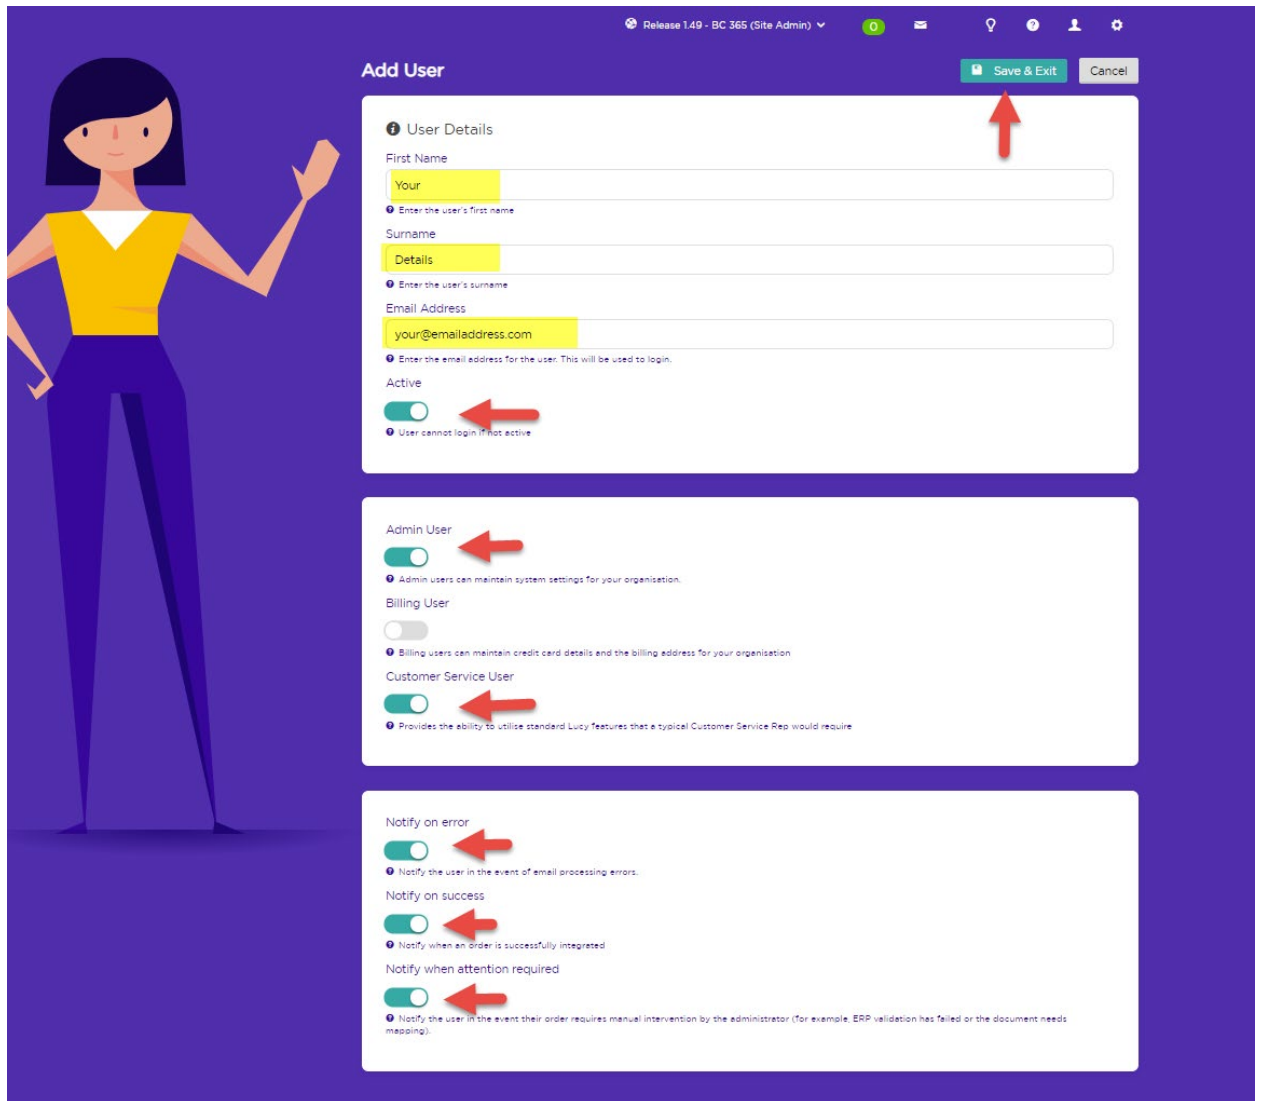 Release 1.49 - BC 365 (Site Admin)
0
Add User
Save & Exit
Cancel
User Details
First Name
Your
Enter the user's first name
Surname
Details
Enter the user's surname
Email Address
your@emailaddress.com
Enter the email address for the user. This will be used to login.
Active
User cannot login if not active
Admin User
Admin users can maintain system settings for your organisation.
Billing User
Billing users can maintain credit card details and the billing address for your organisation
Customer Service User
Provides the ability to utilise standard Lucy features that a typical Customer Service Rep would require
Notify on error
Notify the user in the event of email processing errors.
Notify on success
Notify when an order is successfully integrated
Notify when attention required
Notify the user in the event their order requires manual intervention by the administrator (for example, ERP validation has failed or the document needs
mapping).